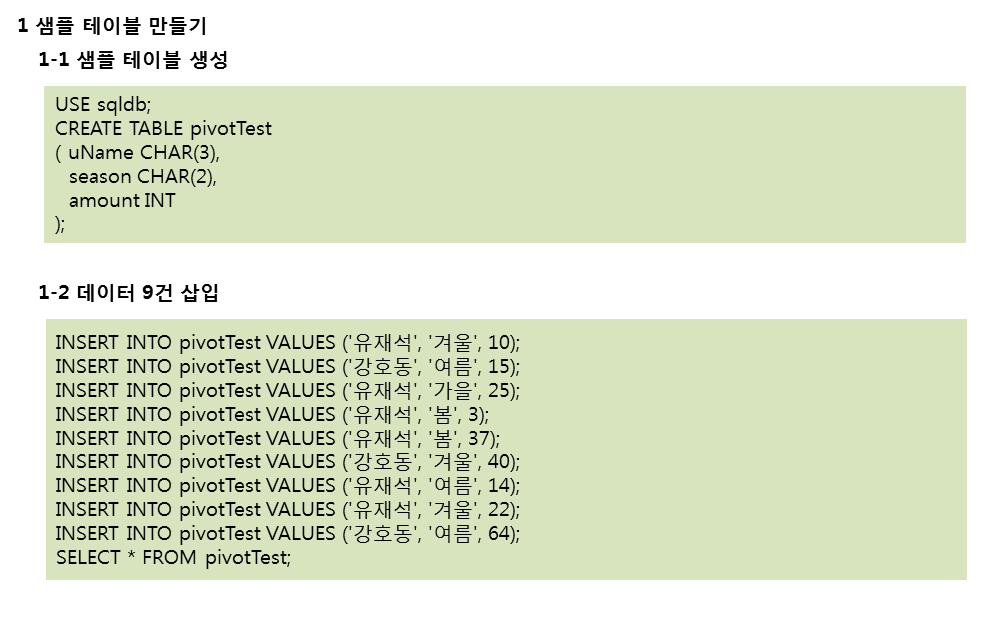 1 샘플 테이블 만들기
1-1 샘플 테이블 생성
USE sqldb;
CREATE TABLE pivotTest
( uName CHAR(3),
season CHAR(2),
amount INT
);
1-2 데이터 9건 삽입
INSERT INTO pivotTest VALUES ('유재석', '겨울', 10);
INSERT INTO pivotTest VALUES ('강호동', '여름', 15);
INSERT INTO pivotTest VALUES ('유재석', '가을', 25);
INSERT INTO pivotTest VALUES ('유재석', '봄', 3);
INSERT INTO pivotTest VALUES ('유재석', '봄', 37);
INSERT INTO pivotTest VALUES ('강호동', '겨울', 40);
INSERT INTO pivotTest VALUES ('유재석', '여름', 14);
INSERT INTO pivotTest VALUES ('유재석', '겨울', 22);
INSERT INTO pivotTest VALUES ('강호동', '여름', 64);
SELECT * FROM pivotTest;